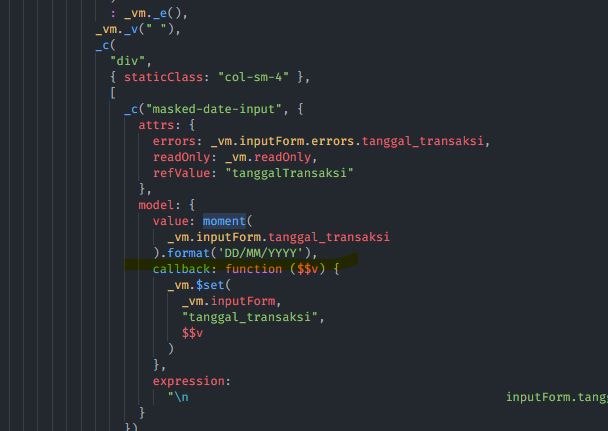 : _vm._e(),
_vm._v(" "),
_c(
"div",
{ staticClass: "col-sm-4" },
[
_c("masked-date-input", {
attrs: {
errors: _vm.inputForm.errors.tanggal_transaksi,
readOnly: _vm.readOnly,
refValue: "tanggalTransaksi"
},
model: {
value: moment(
_vm.inputForm.tanggal_transaksi
).format('DD/MM/YYYY'),
callback: function ($$v) {
_vm.$set(
_vm.inputForm,
"tanggal_transaksi",
$$v
)
},
expression:
"\n inputForm.tang
}
})